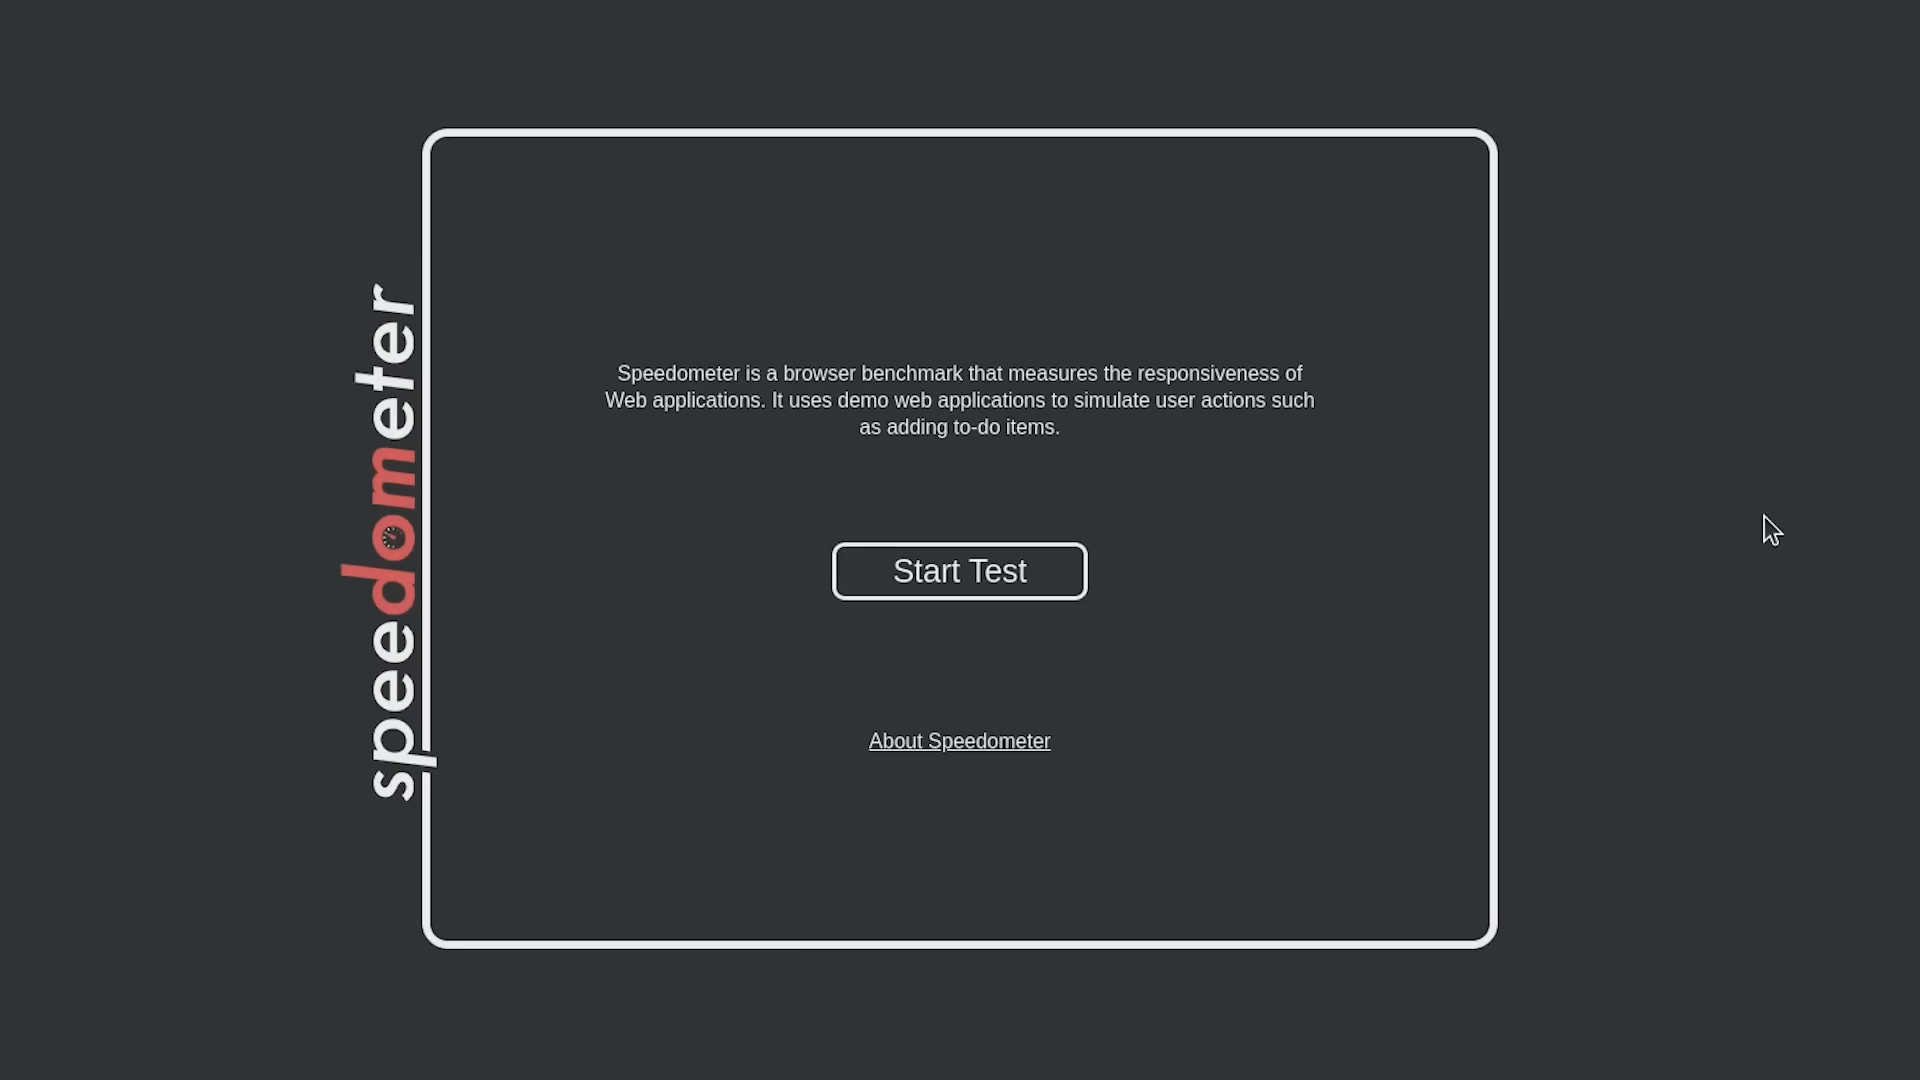 speedometer
Speedometer is a browser benchmark that measures the responsiveness of
Web applications. It uses demo web applications to simulate user actions such
as adding to-do items.
Start Test
About Speedometer